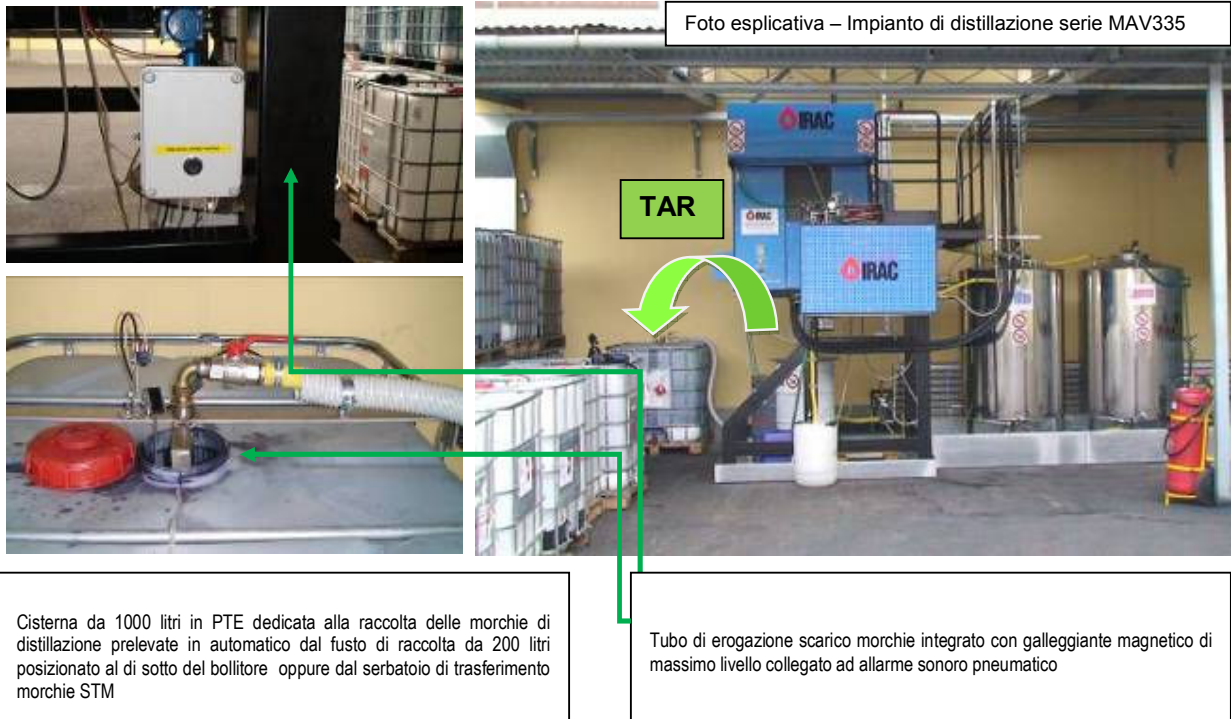 Foto esplicativa – Impianto di distillazione serie MAV335
IRAC
TAR
IRAC
IRAC
Cisterna da 1000 litri in PTE dedicata alla raccolta delle morchie di
distillazione prelevate in automatico dal fusto di raccolta da 200 litri
posizionato al di sotto del bollitore oppure dal serbatoio di trasferimento
morchie STM
Tubo di erogazione scarico morchie integrato con galleggiante magnetico di
massimo livello collegato ad allarme sonoro pneumatico